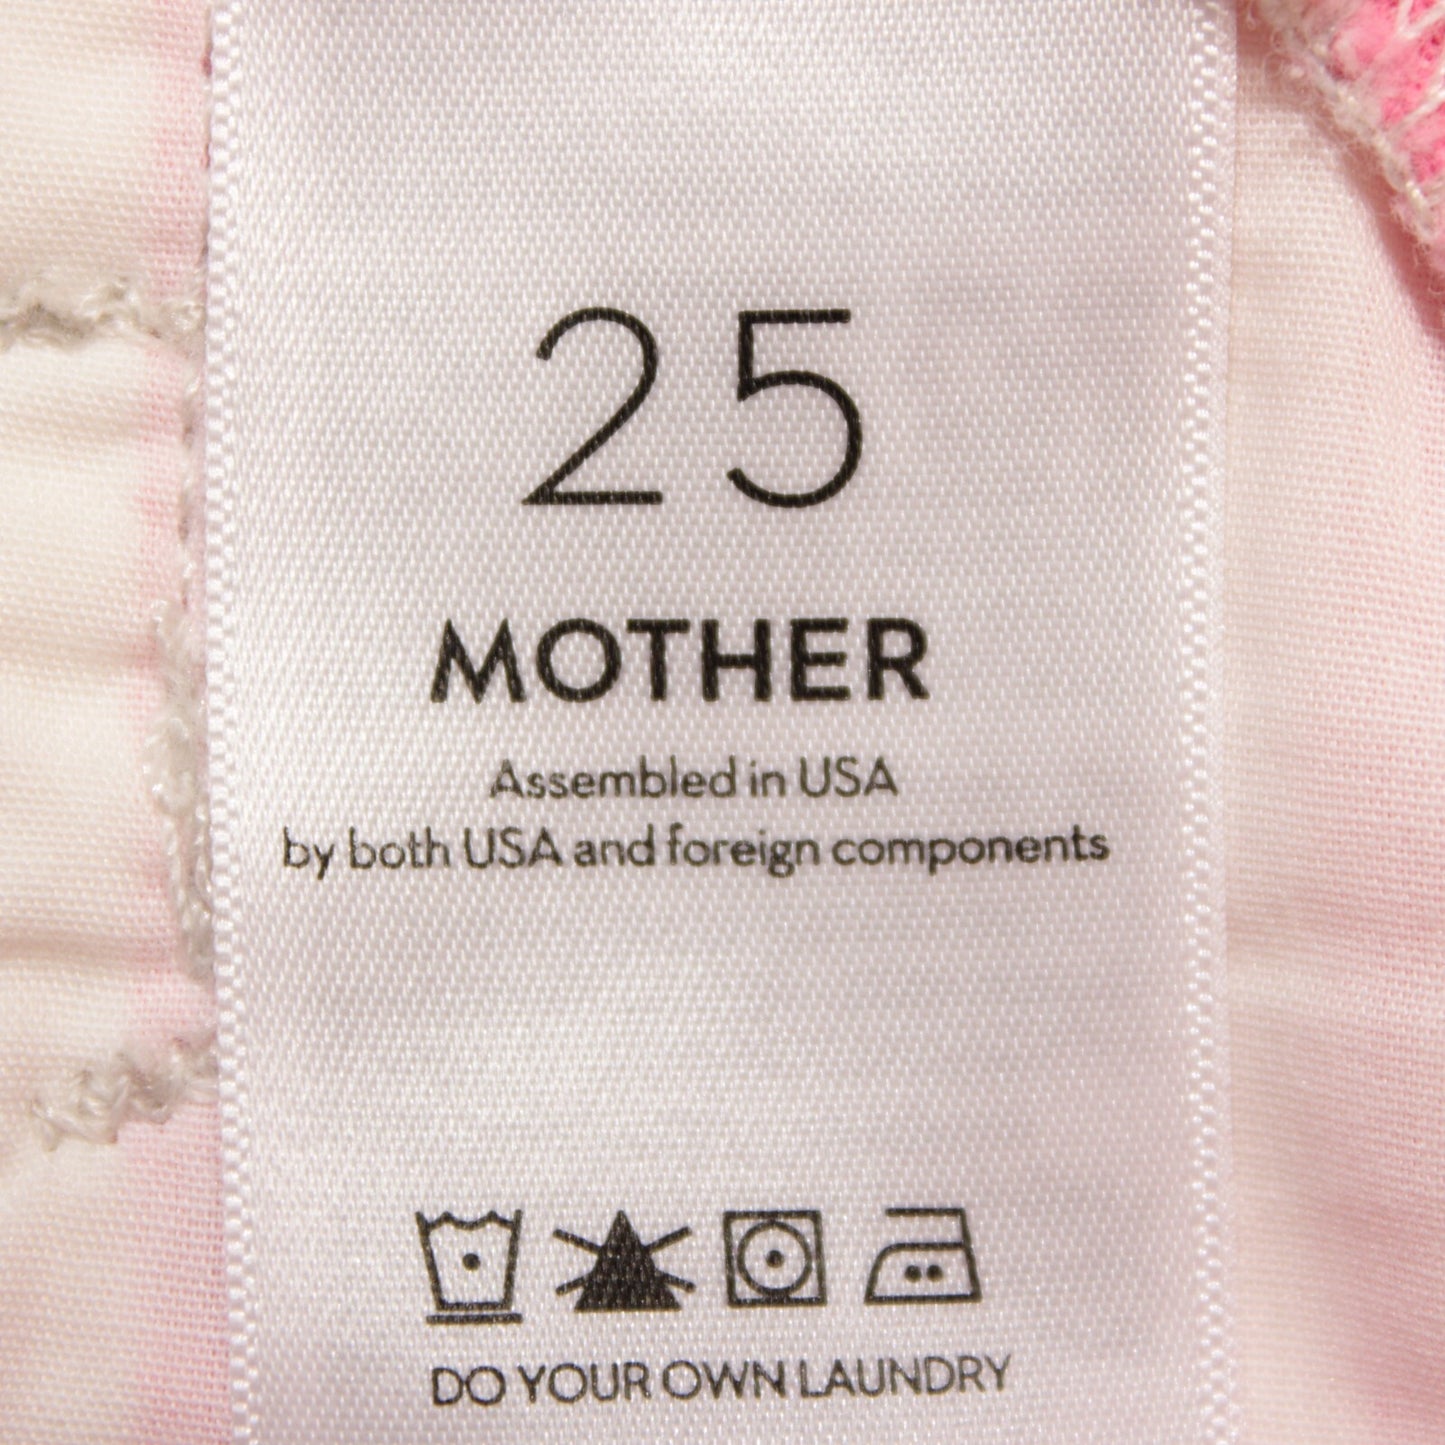 25
MOTHER
Assembled in USA
by both USA and foreign components
DO YOUR OWN LAUNDRY